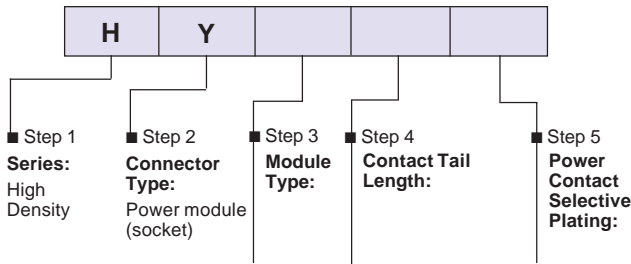 H Y
■ Step 1
Series:
High
Density
■ Step 2
Connector
Type:
Power module
(socket)
■ Step 3
Module
Type:
■ Step 4
Contact Tail
Length:
■ Step 5
Power
Contact
Selective
Plating: